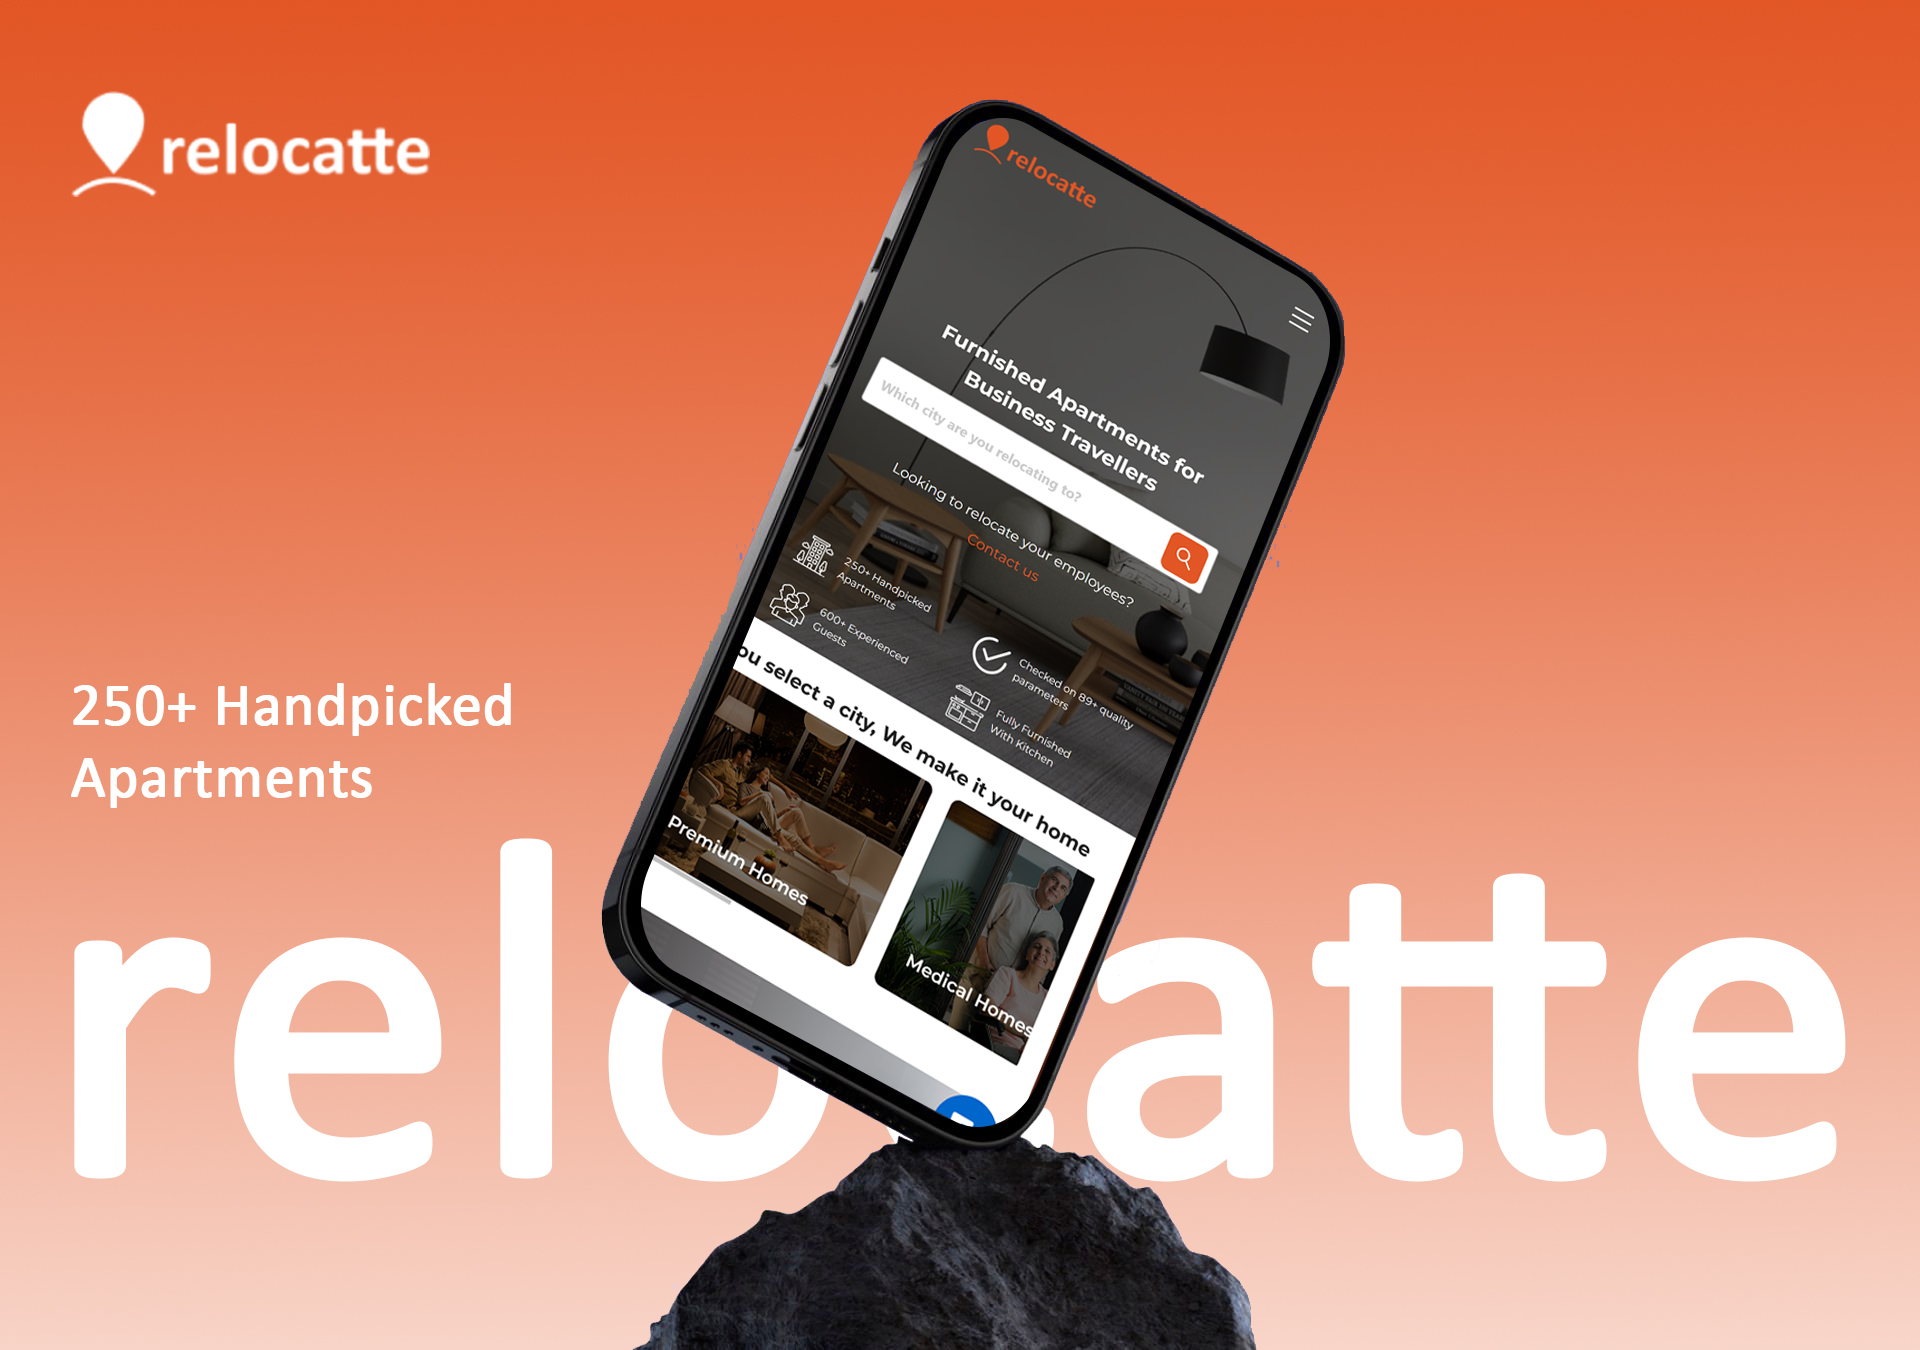 relocatte
relocatte
Furnished Apartments for
Business Travellers
Which city are you relocating to?
Looking to relocate your employees?
Contact us
250+ Handpicked
Apartments
600+ Experienced
Guests
Checked on 89+ quality
parameters
Fully Furnished
With Kitchen
ou select a city, We make it your home
Premium Homes
Medical Homes
250+ Handpicked
Apartments
relocatte